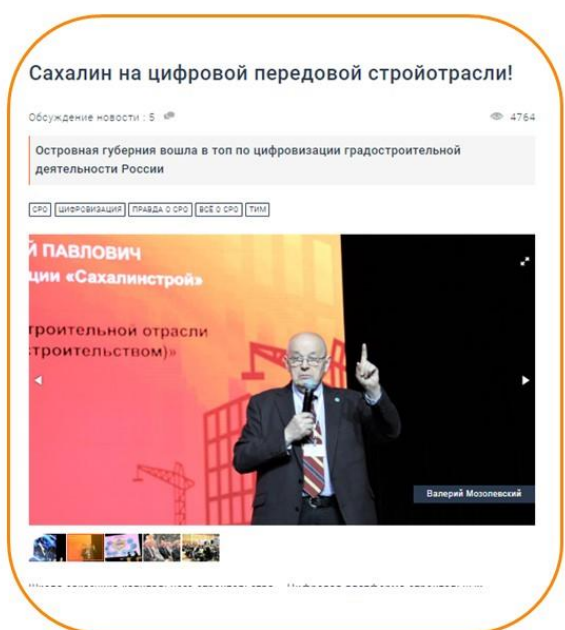 Сахалин на цифровой передовой стройотрасли!
Обсуждение новости : 5
4764
Островная губерния вошла в топ по цифровизации градостроительной
деятельности России
СРО ЦИФРОВИЗАЦИЯ ПРАВДА О СРО ВСЁ О СРО ТИМ
Й ПАВЛОВИЧ
ции «Сахалинстрой»
троительной отрасли
строительством)»
Валерий Мозолевский